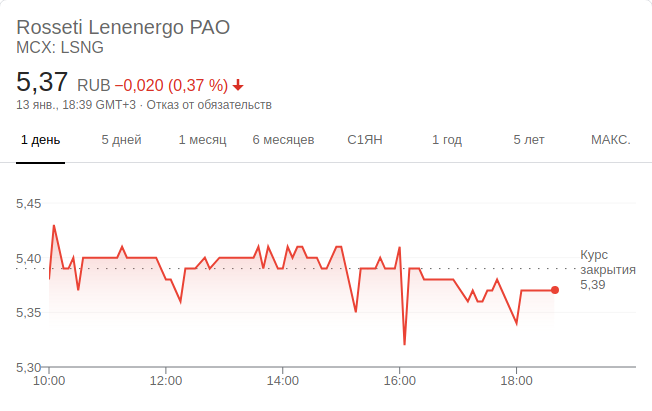 Rosseti Lenenergo PAO
MCX: LSNG
5,37 RUB −0,020 (0,37 %)
13 янв., 18:39 GMT+3 · Отказ от обязательств
1 день 5 дней 1 месяц 6 месяцев С1ЯН 1 год 5 лет МАКС.
5,45
5,40
5,35
5,30
Курс
закрытия
5,39
10:00 12:00 14:00 16:00 18:00